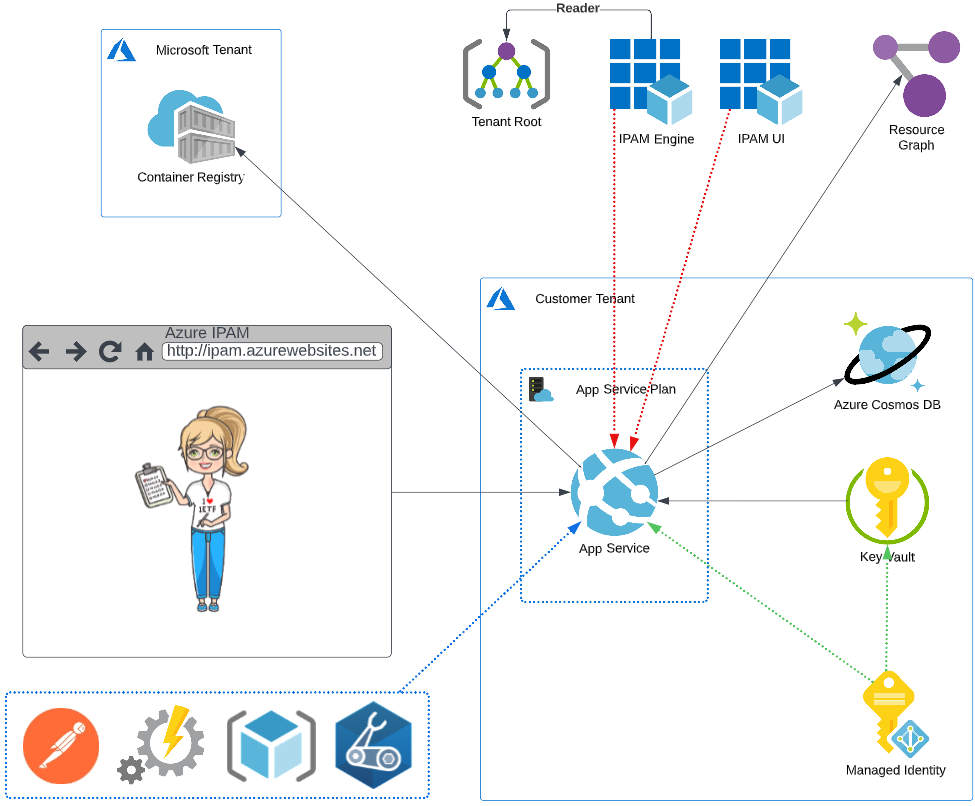 Reader
Microsoft Tenant
Container Registry
Tenant Root
IPAM Engine
IPAM UI
Resource
Graph
Customer Tenant
Azure IPAM
http://ipam.azurewebsites.net
App Service Plan
Azure Cosmos DB
I ♥
IETF
App Service
Key Vault
Managed Identity